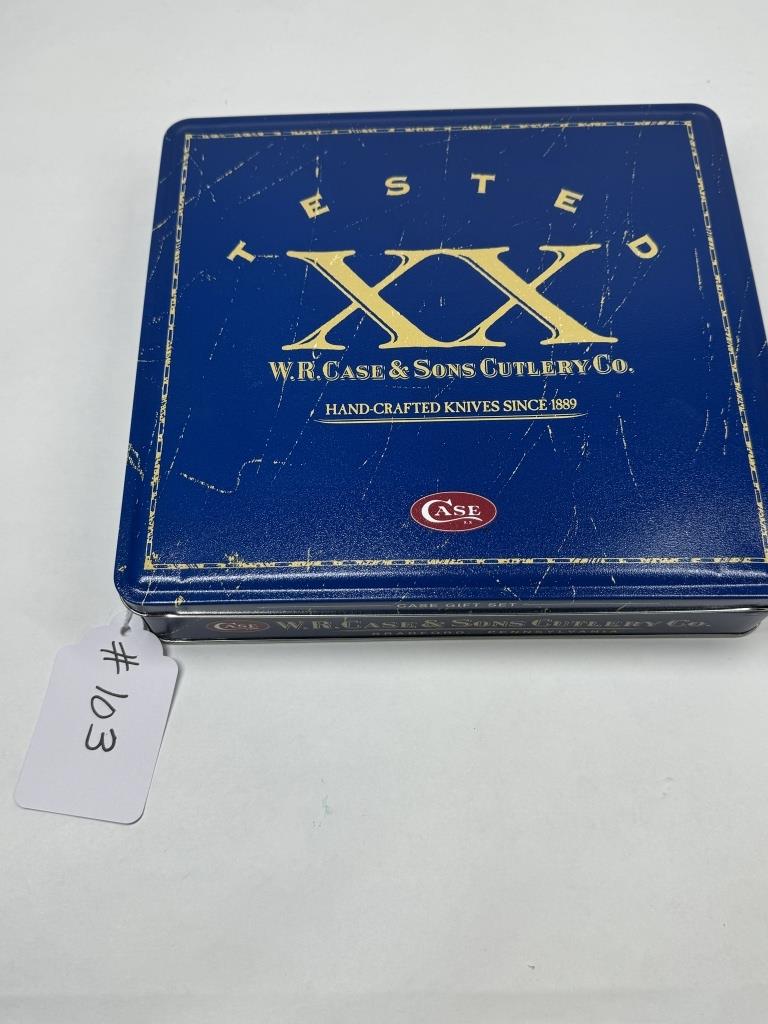 TESTED
XX
W.R. CASE & SONS CUTLERY CO.
HAND-CRAFTED KNIVES SINCE 1889
CASE
XX
CASE GIFT SET
CASE W.R. CASE & SONS CUTLERY CO.
BRADFORD, PENNSYLVANIA
#103